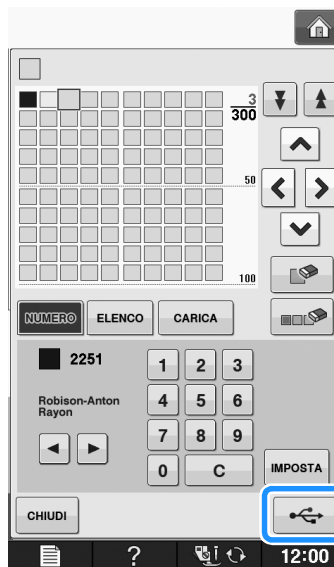 3
300
50
100
NUMERO ELENCO CARICA
2251
Robison-Anton
Rayon
1 2 3
4 5 6
7 8 9
0 C IMPOSTA
CHIUDI
? 12:00